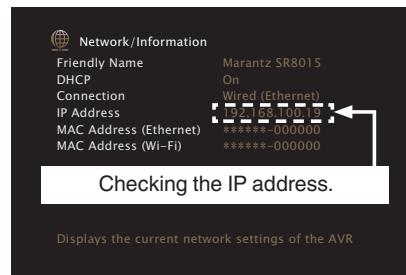 Network/Information
Friendly Name Marantz SR8015
DHCP On
Connection Wired (Ethernet)
IP Address 192.168.100.19
MAC Address (Ethernet) ******-000000
MAC Address (Wi-Fi) ******-000000
Checking the IP address.
Displays the current network settings of the AVR